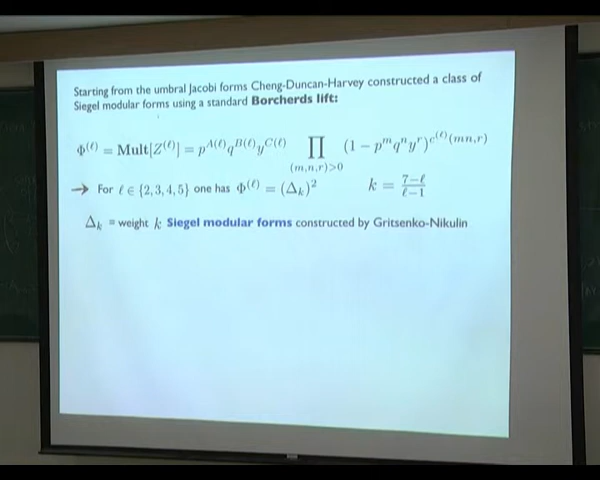 Starting from the umbral Jacobi forms Cheng-Duncan-Harvey constructed a class of
Siegel modular forms using a standard Borcherds lift:
Φ^{(ℓ)} = Mult[Z^{(ℓ)}] = p^{A(ℓ)} q^{B(ℓ)} y^{C(ℓ)} ∏_{(m,n,r)>0} (1 − p^m q^n y^r)^{c^{(ℓ)}(mn,r)}
→ For ℓ ∈ {2,3,4,5} one has Φ^{(ℓ)} = (Δ_k)^2 k = \frac{7−ℓ}{ℓ−1}
Δ_k = weight k Siegel modular forms constructed by Gritsenko-Nikulin